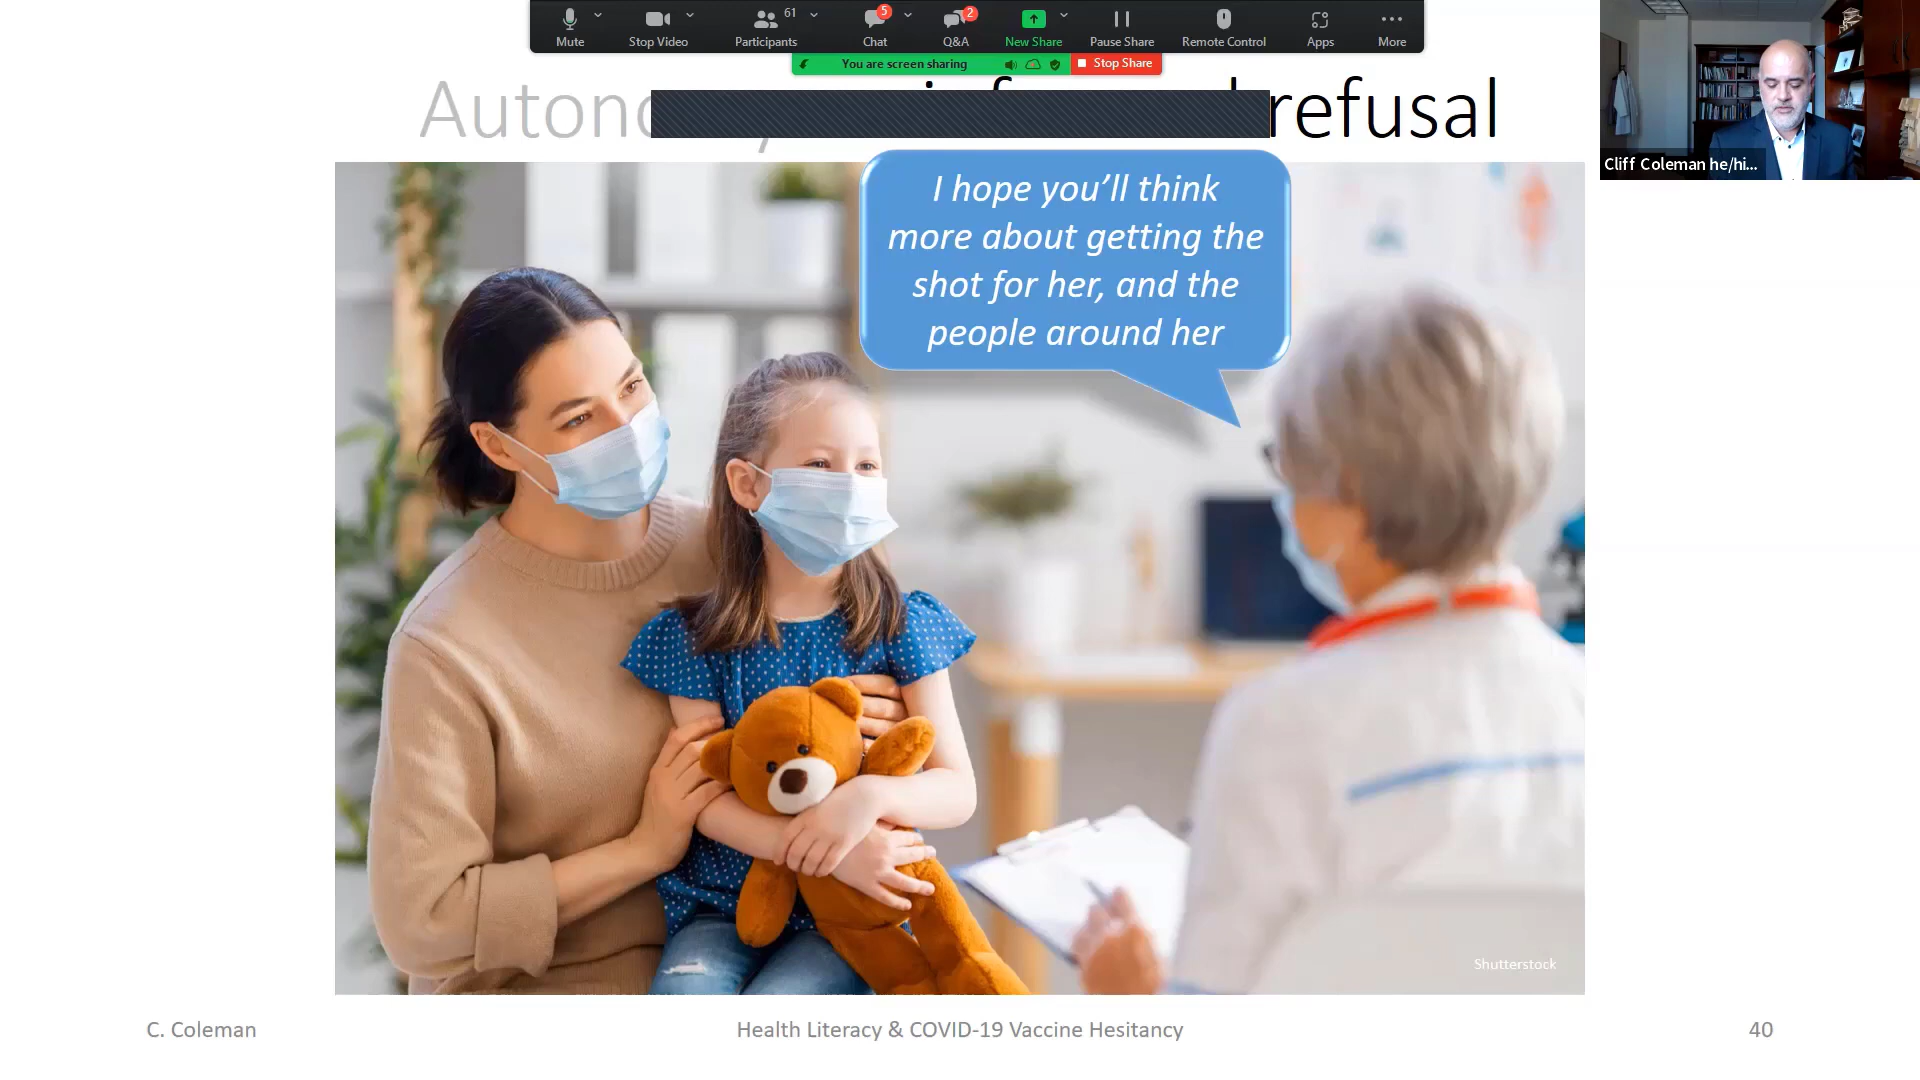 61
5
2
Mute
Stop Video
Participants
Chat
Q&A
New Share
Pause Share
Remote Control
Apps
More
You are screen sharing
Stop Share
refusal
Cliff Coleman he/hi...
I hope you’ll think
more about getting the
shot for her, and the
people around her
Shutterstock
C. Coleman
Health Literacy & COVID-19 Vaccine Hesitancy
40